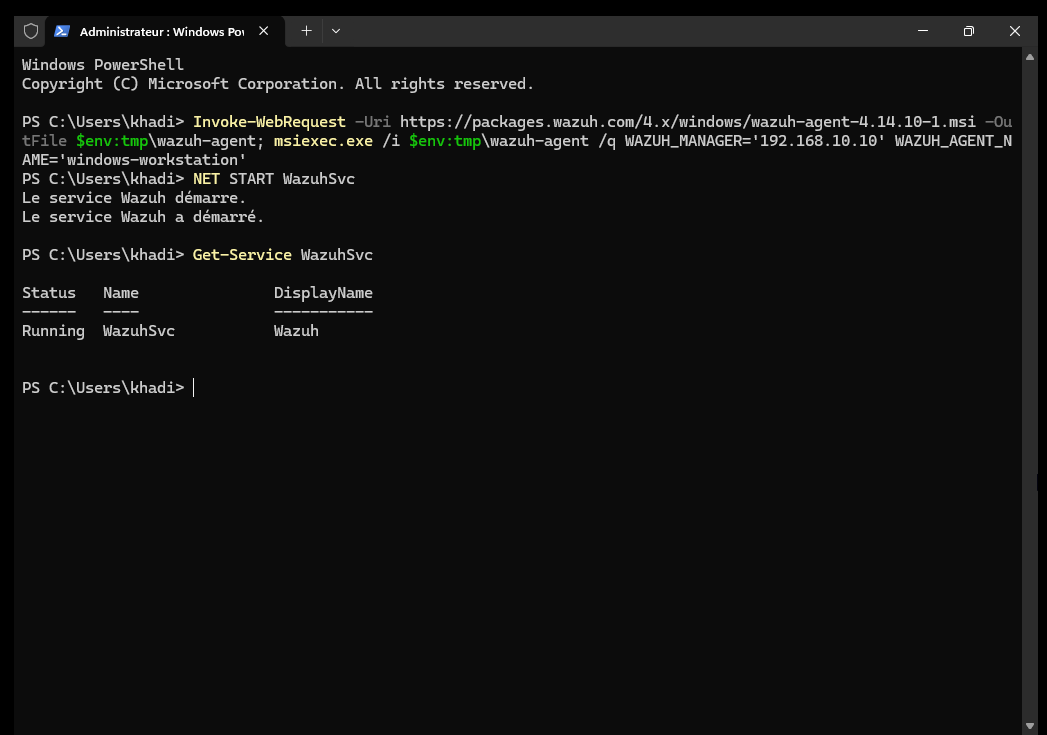 Administrateur : Windows Po
Windows PowerShell
Copyright (C) Microsoft Corporation. All rights reserved.
PS C:\Users\khadi> Invoke-WebRequest -Uri https://packages.wazuh.com/4.x/windows/wazuh-agent-4.14.10-1.msi -Ou
tFile $env:tmp\wazuh-agent; msiexec.exe /i $env:tmp\wazuh-agent /q WAZUH_MANAGER='192.168.10.10' WAZUH_AGENT_N
AME='windows-workstation'
PS C:\Users\khadi> NET START WazuhSvc
Le service Wazuh démarre.
Le service Wazuh a démarré.
PS C:\Users\khadi> Get-Service WazuhSvc
Status   Name               DisplayName
------   ----               -----------
Running  WazuhSvc           Wazuh
PS C:\Users\khadi>